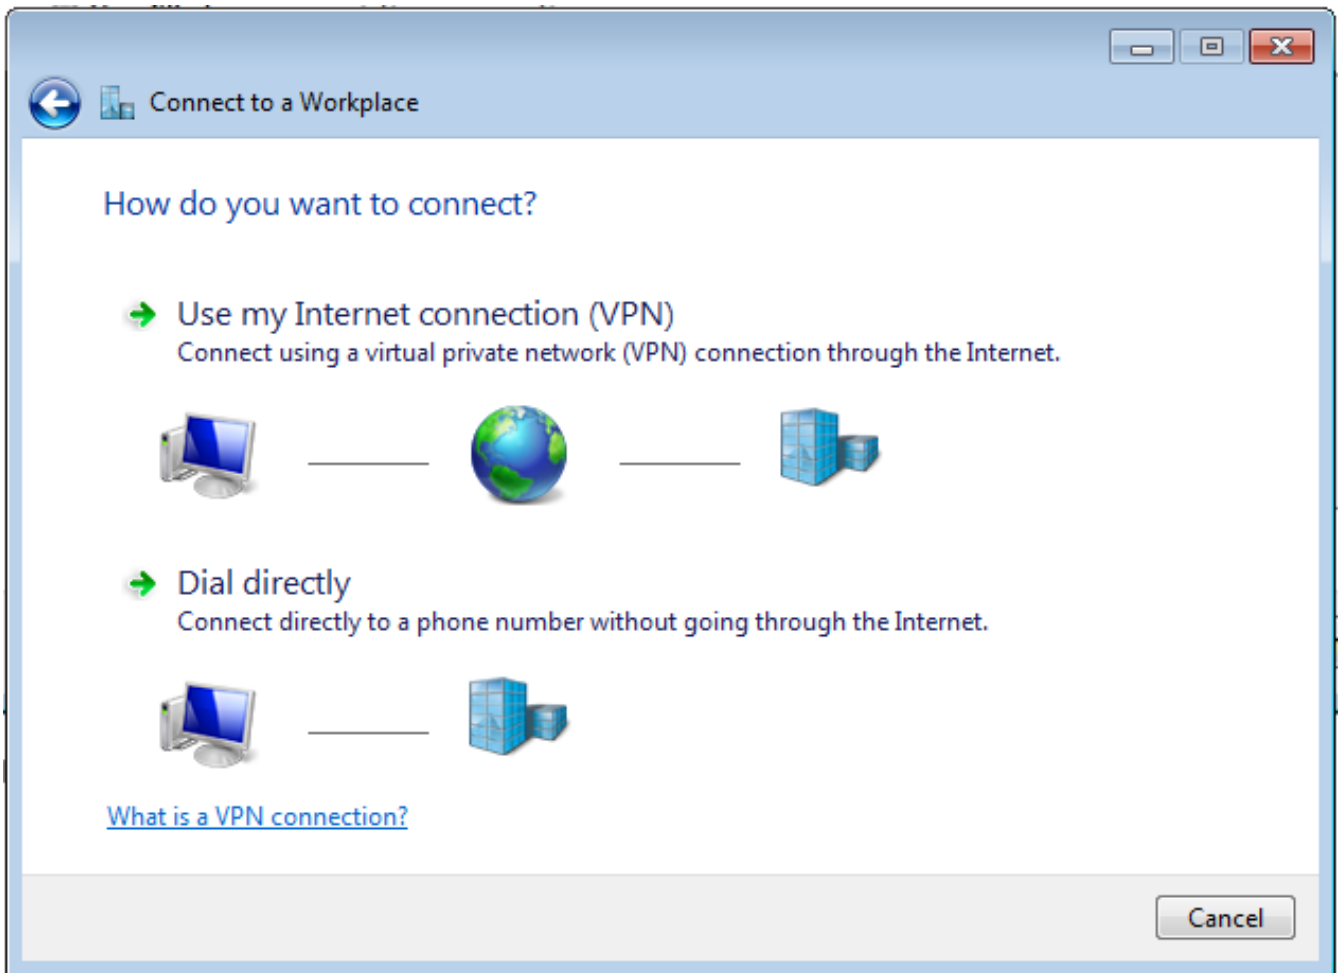 Connect to a Workplace
How do you want to connect?
Use my Internet connection (VPN)
Connect using a virtual private network (VPN) connection through the Internet.
Dial directly
Connect directly to a phone number without going through the Internet.
What is a VPN connection?
Cancel